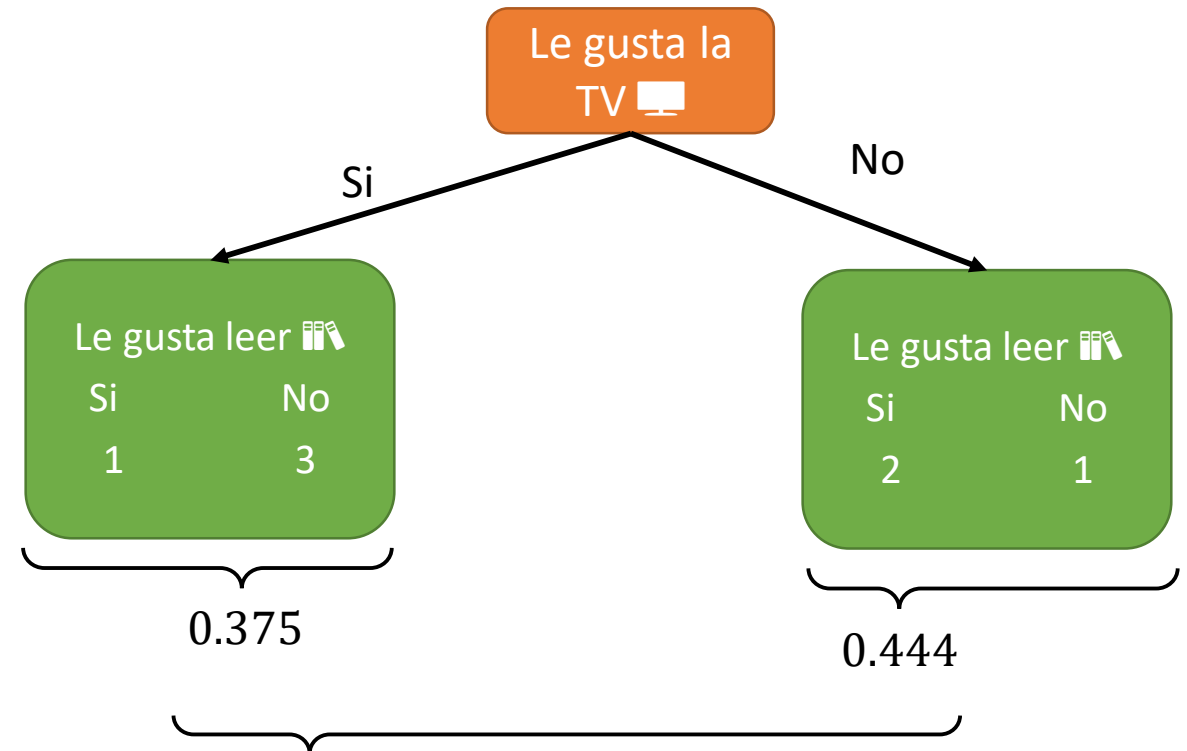 Le gusta la
TV
Si
No
Le gusta leer
Si No
1 3
Le gusta leer
Si No
2 1
0.375
0.444